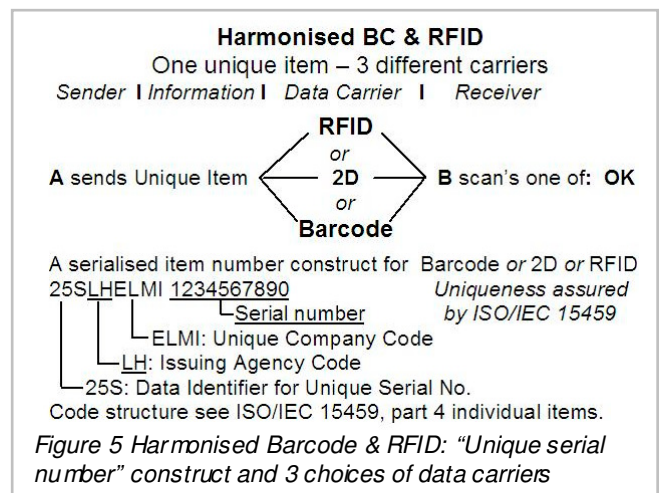 Harmonised BC & RFID
One unique item – 3 different carriers
Sender I Information I Data Carrier I Receiver
RFID
or
A sends Unique Item 2D B scan's one of: OK
or
Barcode
A serialised item number construct for Barcode or 2D or RFID
25SLHELMI 1234567890 Uniqueness assured
Serial number by ISO/IEC 15459
ELMI: Unique Company Code
LH: Issuing Agency Code
25S: Data Identifier for Unique Serial No.
Code structure see ISO/IEC 15459, part 4 individual items.
Figure 5 Harmonised Barcode & RFID: “Unique serial
number” construct and 3 choices of data carriers